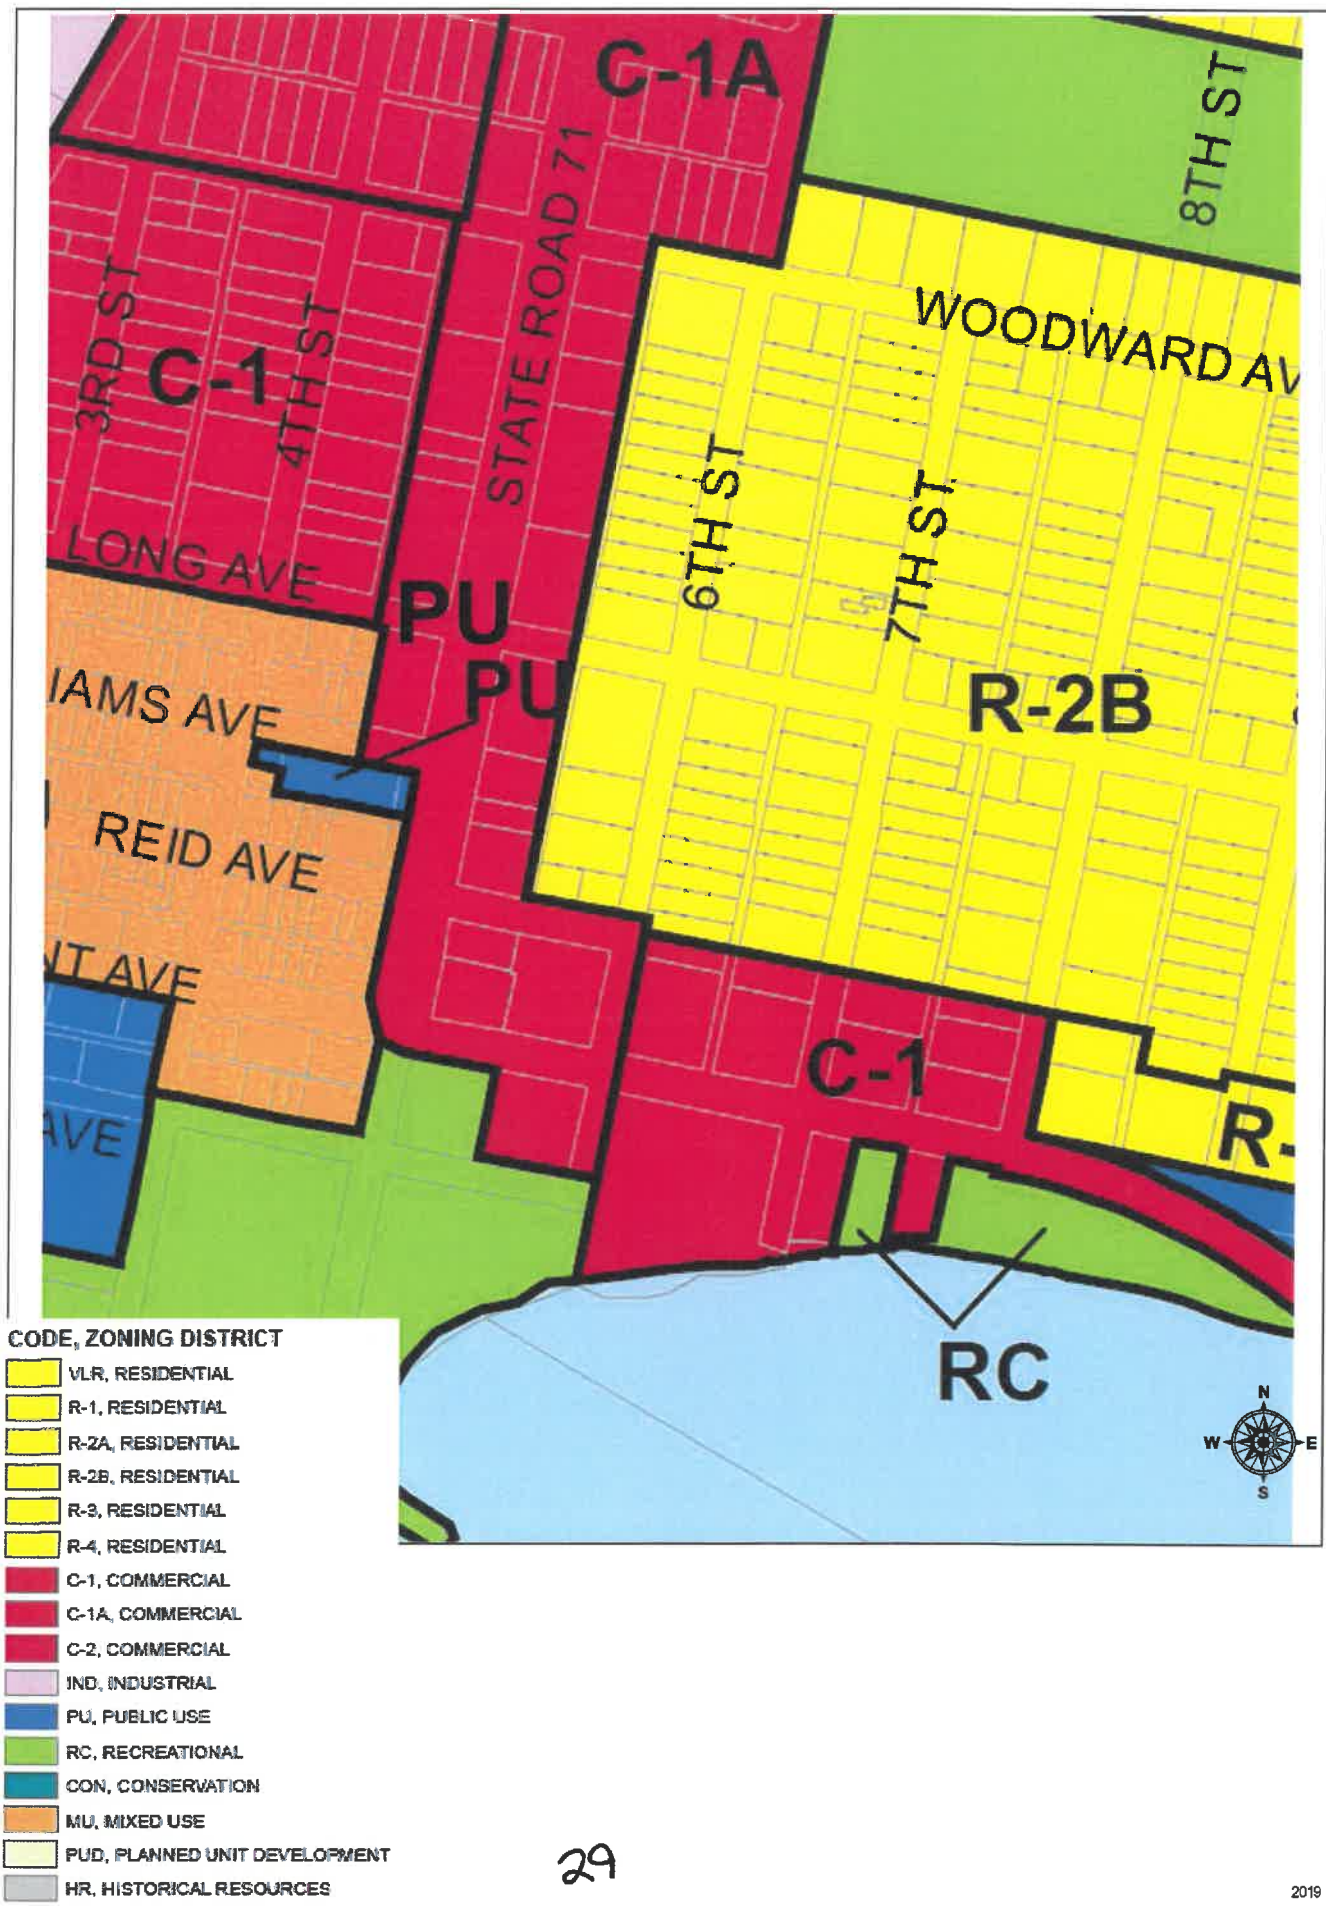 C-1A
8TH ST
STATE ROAD 71
WOODWARD AV
3RD ST
C-1
4TH ST
6TH ST
7TH ST
LONG AVE
PU
PU
R-2B
IAMS AVE
REID AVE
NT AVE
C-1
AVE
R-
RC
N
W E
S
CODE, ZONING DISTRICT
VLR, RESIDENTIAL
R-1, RESIDENTIAL
R-2A, RESIDENTIAL
R-2B, RESIDENTIAL
R-3, RESIDENTIAL
R-4, RESIDENTIAL
C-1, COMMERCIAL
C-1A, COMMERCIAL
C-2, COMMERCIAL
IND, INDUSTRIAL
PU, PUBLIC USE
RC, RECREATIONAL
CON, CONSERVATION
MU, MIXED USE
PUD, PLANNED UNIT DEVELOPMENT
HR, HISTORICAL RESOURCES
29
2019